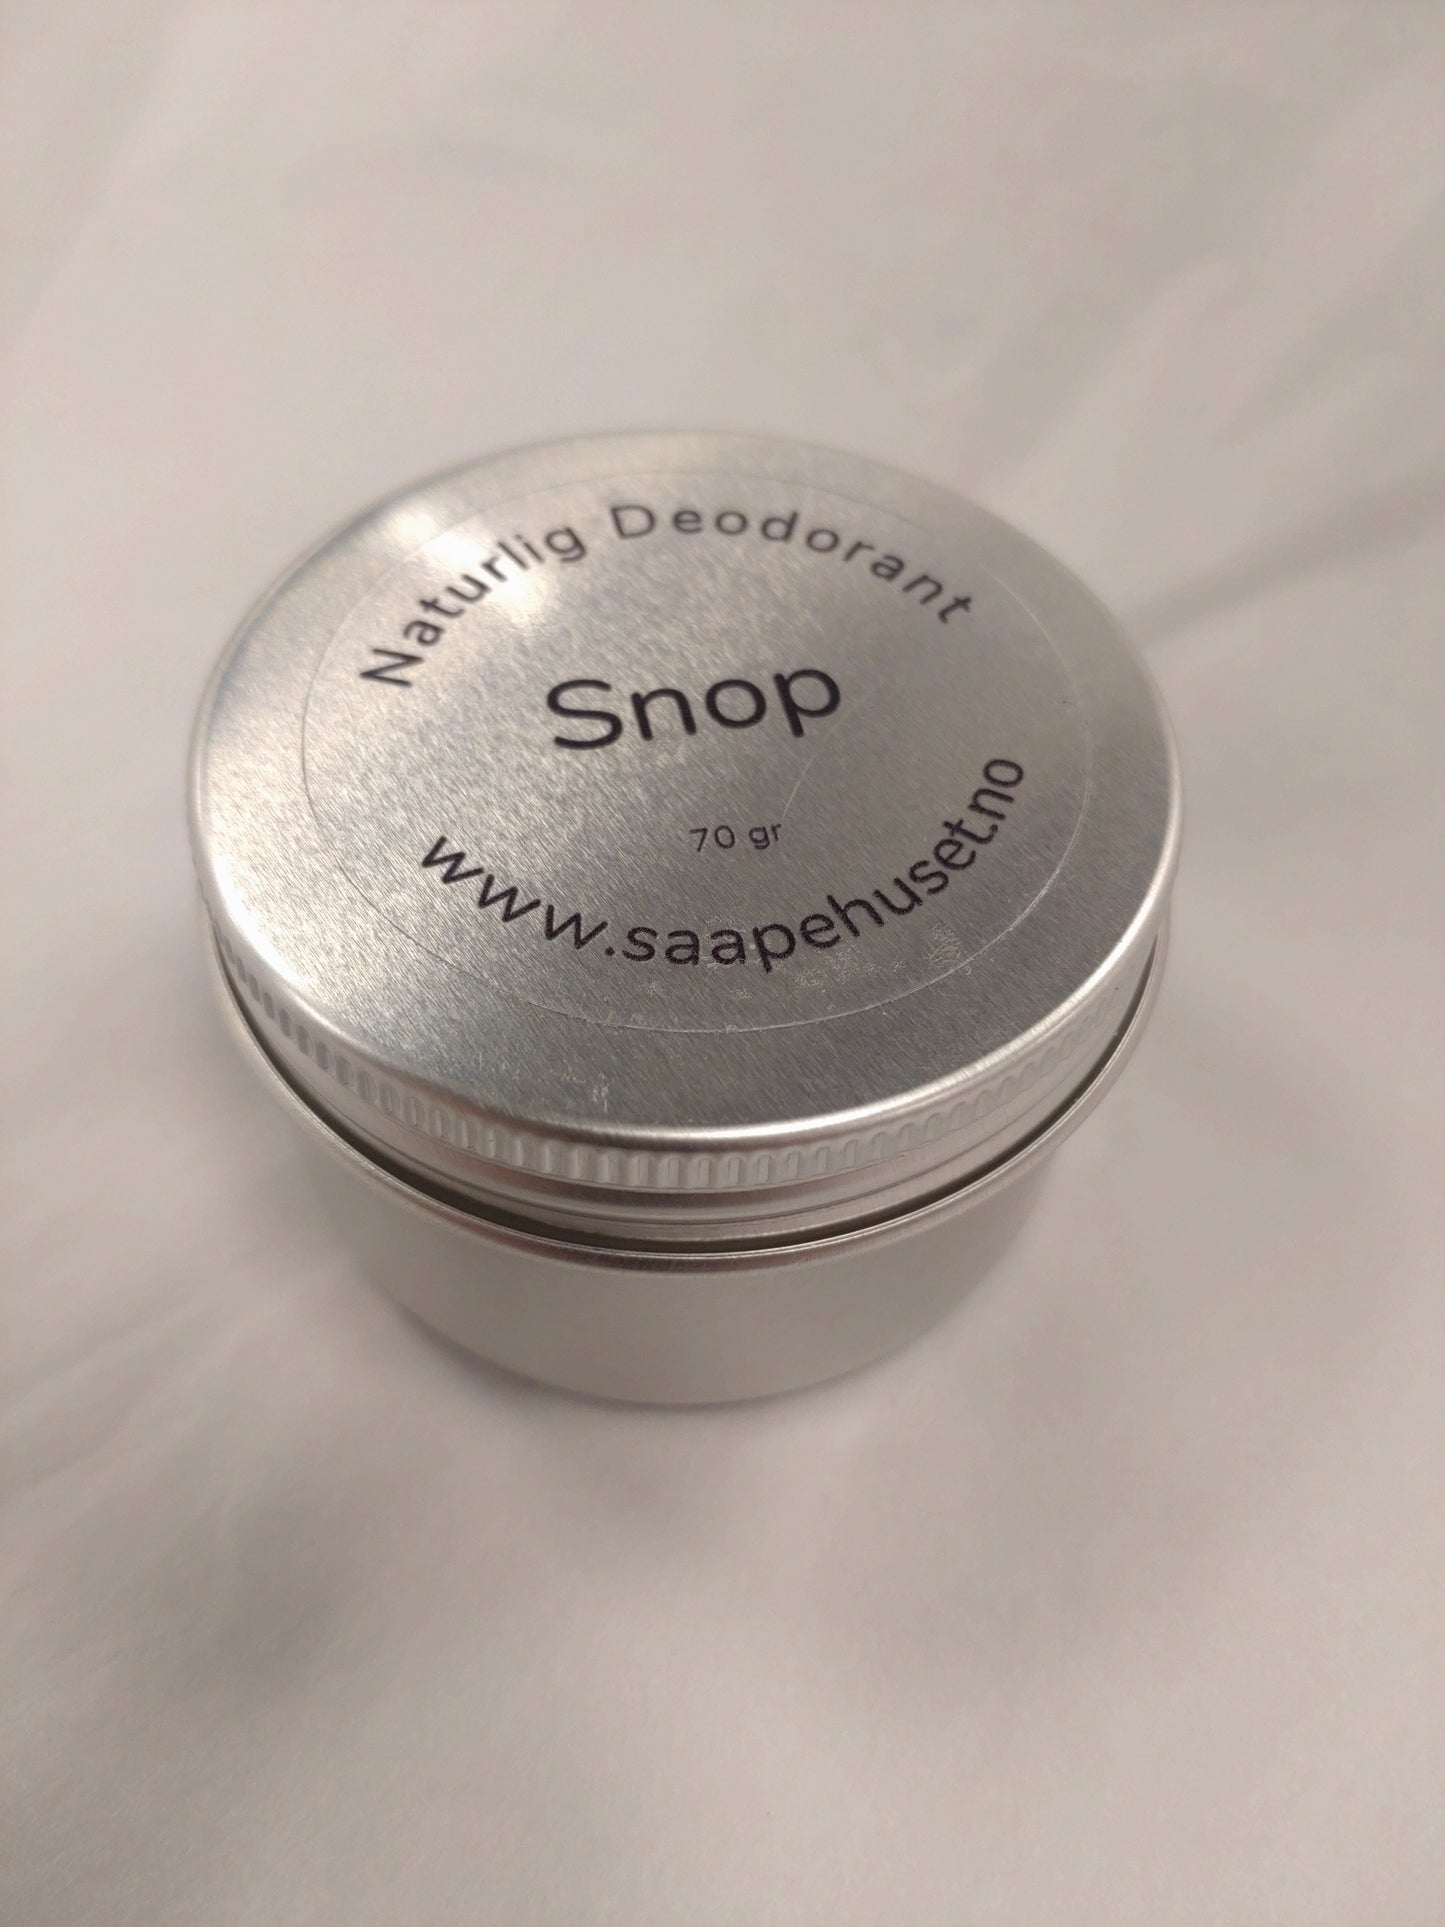 Naturlig Deodorant
Snop
70 gr
www.saapehuset.no